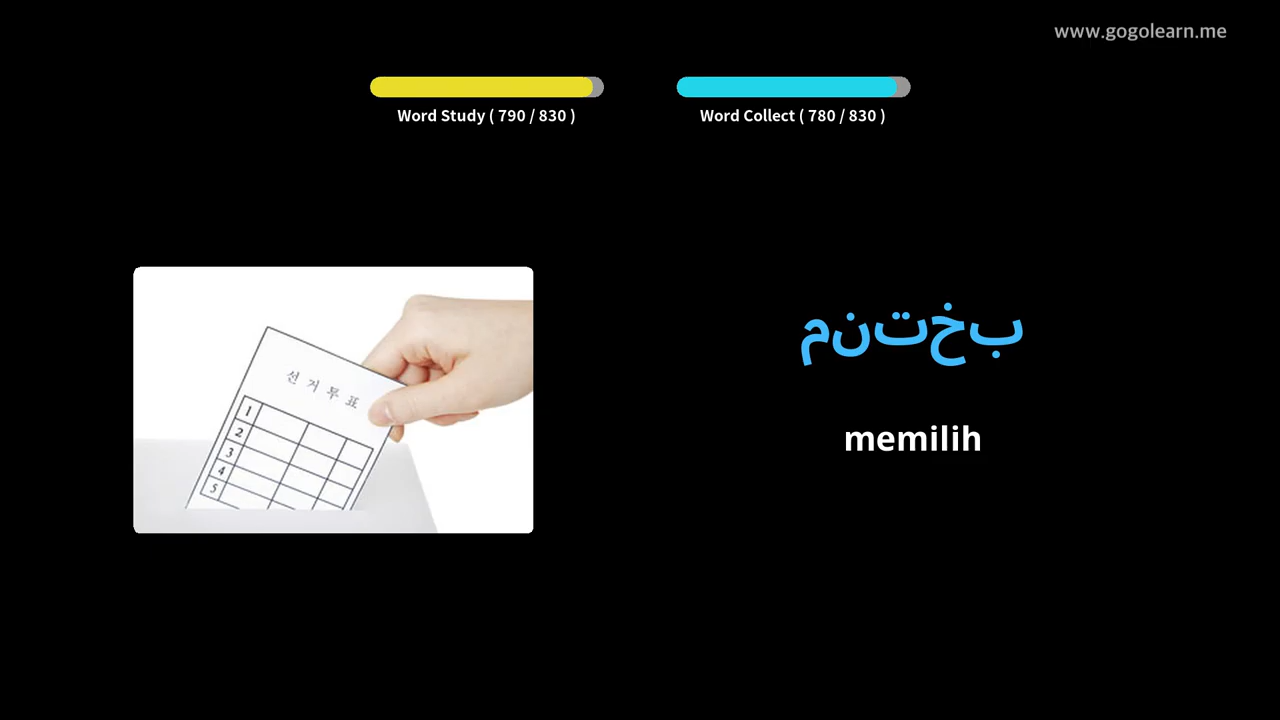 www.gogolearn.me
Word Study ( 790 / 830 )
Word Collect ( 780 / 830 )
선거투표
1
2
3
4
5
بختنم
memilih